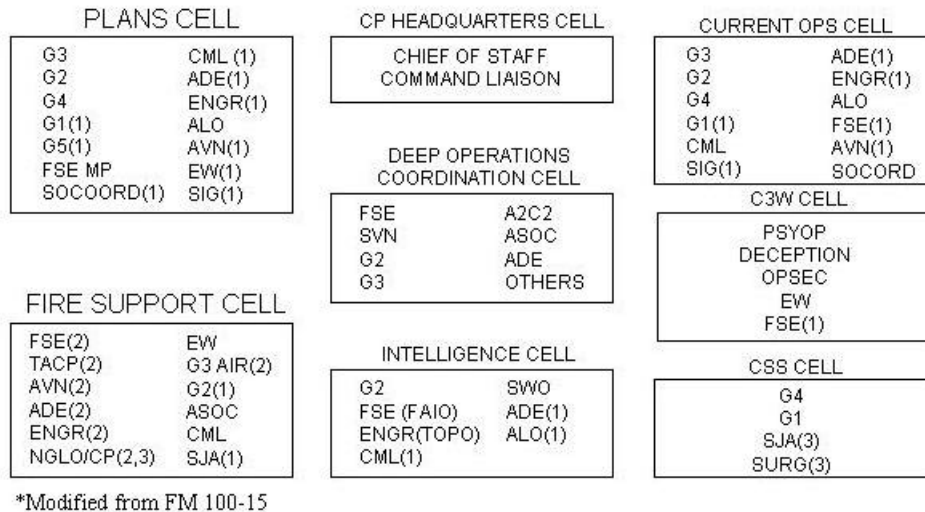 PLANS CELL
G3 CML (1)
G2 ADE(1)
G4 ENGR(1)
G1(1) ALO
G5(1) AVN(1)
FSE MP EW(1)
SOCOORD(1) SIG(1)
CP HEADQUARTERS CELL
CHIEF OF STAFF
COMMAND LIAISON
CURRENT OPS CELL
G3 ADE(1)
G2 ENGR(1)
G4 ALO
G1(1) FSE(1)
CML AVN(1)
SIG(1) SOCORD
DEEP OPERATIONS
COORDINATION CELL
FSE A2C2
SVN ASOC
G2 ADE
G3 OTHERS
C3W CELL
PSYOP
DECEPTION
OPSEC
EW
FSE(1)
FIRE SUPPORT CELL
FSE(2) EW
TACP(2) G3 AIR(2)
AVN(2) G2(1)
ADE(2) ASOC
ENGR(2) CML
NGLO/CP(2,3) SJA(1)
INTELLIGENCE CELL
G2 SWO
FSE (FAIO) ADE(1)
ENGR(TOPO) ALO(1)
CML(1)
CSS CELL
G4
G1
SJA(3)
SURG(3)
*Modified from FM 100-15